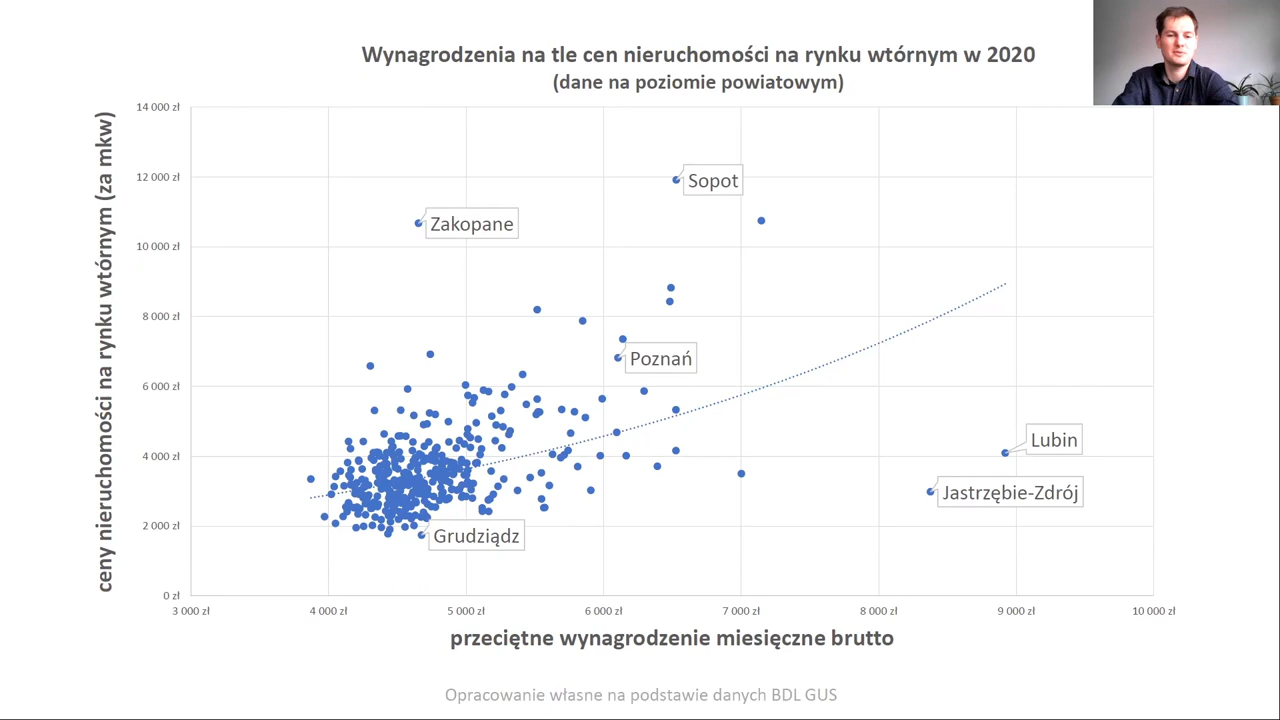 Wynagrodzenia na tle cen nieruchomości na rynku wtórnym w 2020
(dane na poziomie powiatowym)
ceny nieruchomości na rynku wtórnym (za mkw)
14 000 zł
12 000 zł
10 000 zł
8 000 zł
6 000 zł
4 000 zł
2 000 zł
0 zł
Sopot
Zakopane
Poznań
Lubin
Jastrzębie-Zdrój
Grudziądz
3 000 zł
4 000 zł
5 000 zł
6 000 zł
7 000 zł
8 000 zł
9 000 zł
10 000 zł
przeciętne wynagrodzenie miesięczne brutto
Opracowanie własne na podstawie danych BDL GUS